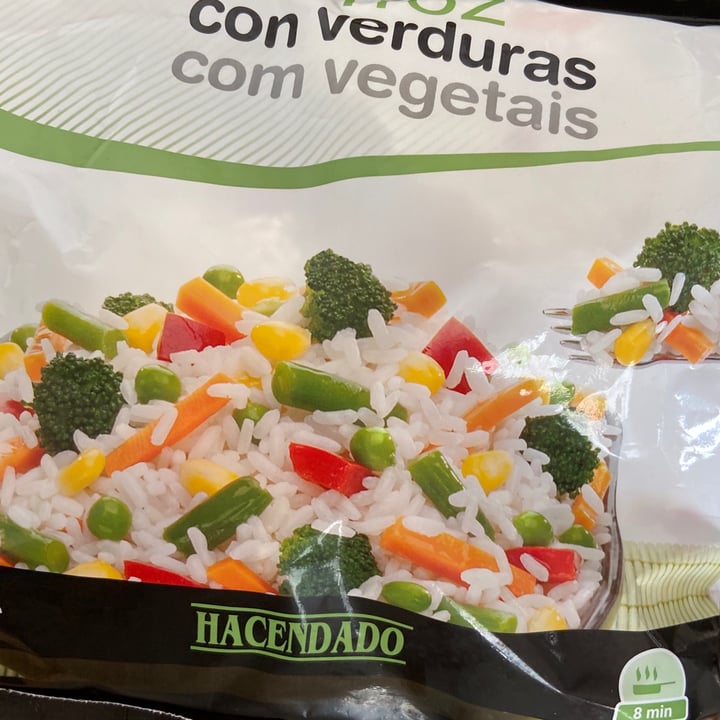 con verduras
com vegetais
HACENDADO
8 min